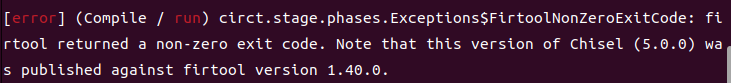 [error] (Compile / run) circt.stage.phases.Exceptions$FirtoolNonZeroExitCode: fi
rtool returned a non-zero exit code. Note that this version of Chisel (5.0.0) wa
s published against firtool version 1.40.0.